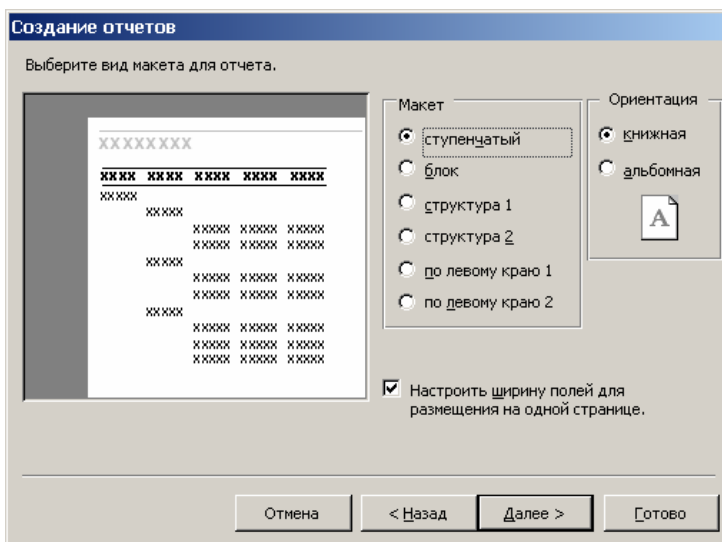 Создание отчетов
Выберите вид макета для отчета.
Макет
ступенчатый
блок
структура 1
структура 2
по левому краю 1
по левому краю 2
Ориентация
книжная
альбомная
A
XXXXXXXX
XXXX XXXX XXXX XXXX XXXX
XXXXX
XXXXX
XXXXX XXXXX XXXXX
XXXXX XXXXX XXXXX
XXXXX
XXXXX XXXXX XXXXX
XXXXX XXXXX XXXXX
XXXXX
XXXXX XXXXX XXXXX
XXXXX XXXXX XXXXX
XXXXX XXXXX XXXXX
Настроить ширину полей для
размещения на одной странице.
Отмена
< Назад
Далее >
Готово